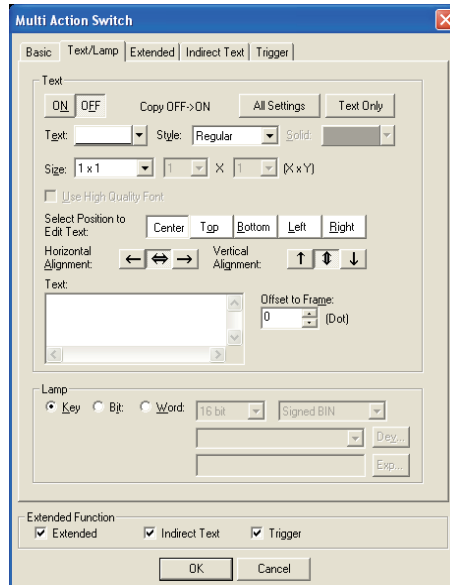 Multi Action Switch
Basic Text/Lamp Extended Indirect Text Trigger
Text
ON OFF Copy OFF->ON All Settings Text Only
Text: Style: Regular Solid:
Size: 1 x 1 1 X 1 (X x Y)
Use High Quality Font
Select Position to
Edit Text: Center Top Bottom Left Right
Horizontal
Alignment:
Vertical
Alignment:
Text:
Offset to Frame:
0 (Dot)
Lamp
Key Bit: Word: 16 bit Signed BIN
Dev...
Exp...
Extended Function
Extended Indirect Text Trigger
OK Cancel